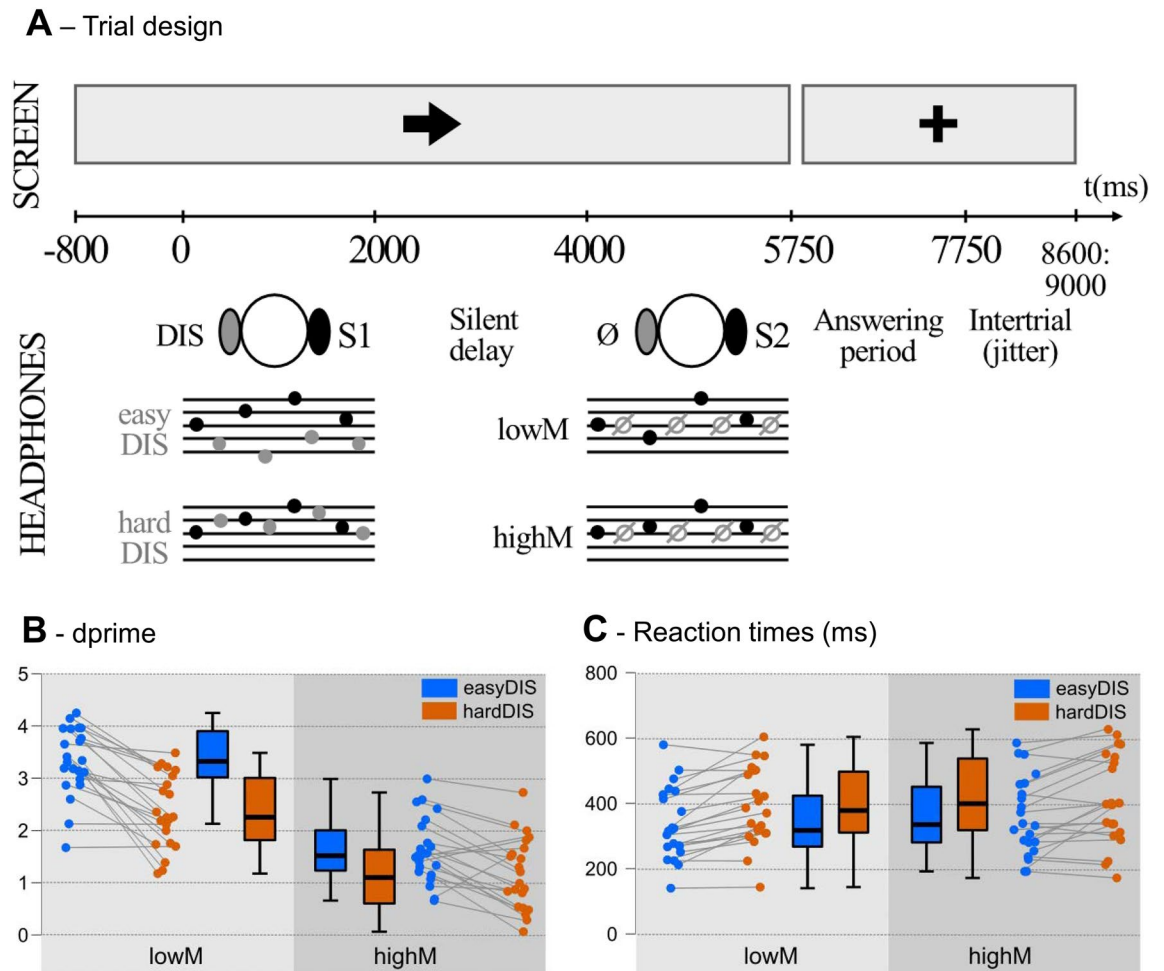 A – Trial design
SCREEN
t(ms)
-800 0 2000 4000 5750 7750 8600:
9000
HEADPHONES
DIS S1
Silent
delay
Ø S2
Answering
period
Intertrial
(jitter)
easy
DIS
lowM
hard
DIS
highM
B - dprime
5
4
3
2
1
0
easyDIS
hardDIS
lowM highM
C - Reaction times (ms)
800
600
400
200
0
easyDIS
hardDIS
lowM highM